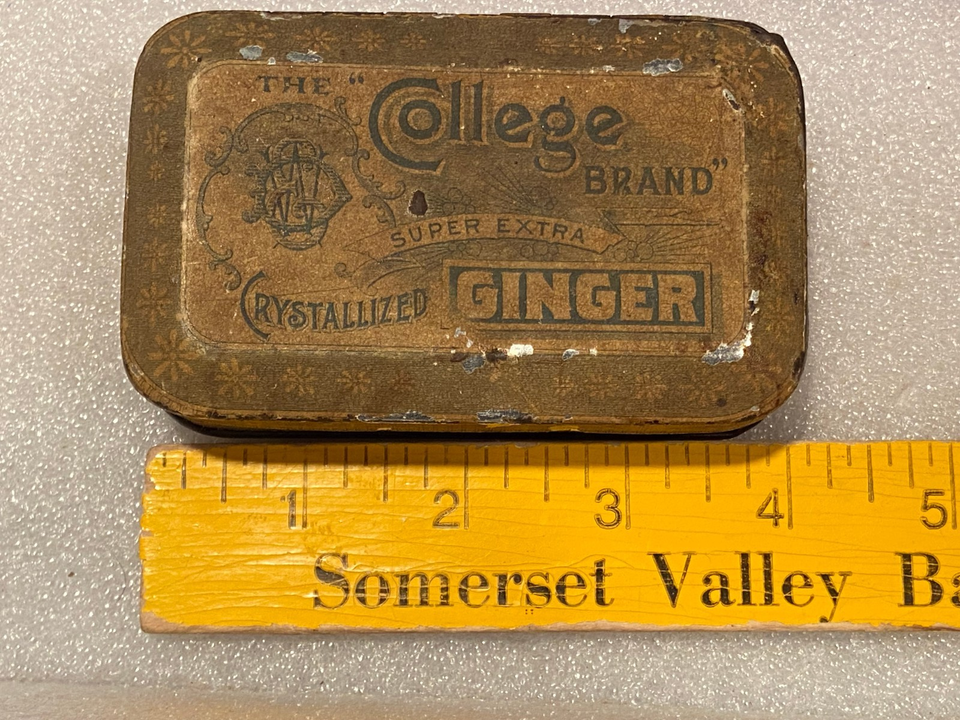 THE "College
BRAND"
SUPER EXTRA
CRYSTALLIZED GINGER
1 2 3 4 5
Somerset Valley Ba